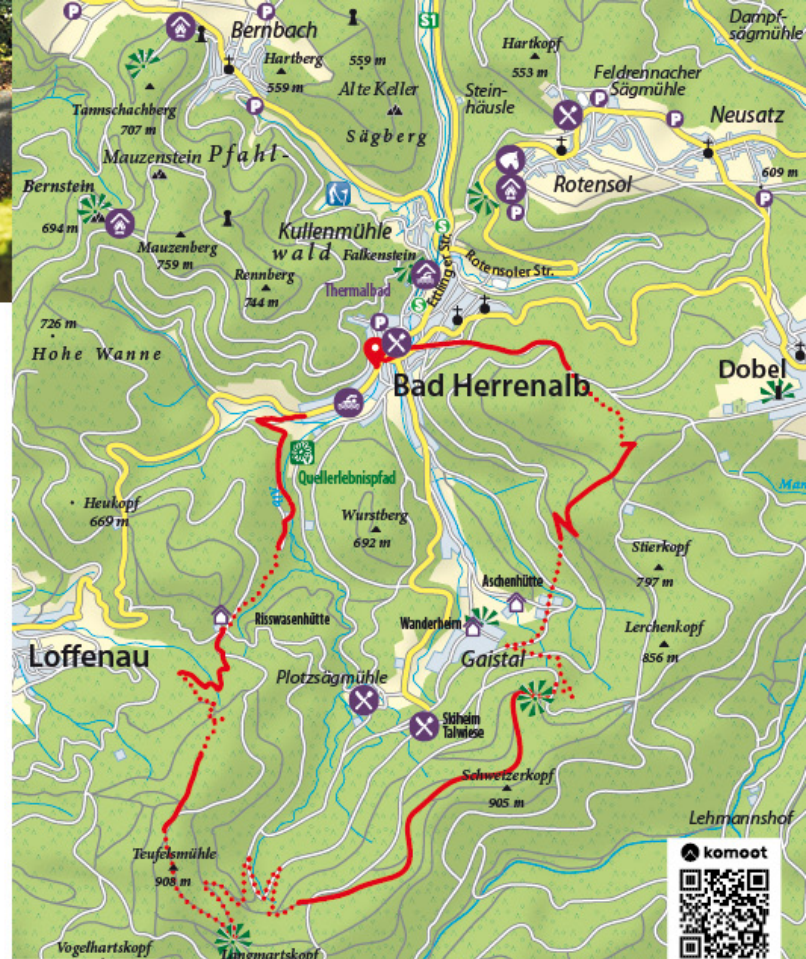 P
P
Bernbach
S1
Dampf-
sägmühle
Hartberg
559 m
559 m
Alte Keller
Hartkopf
553 m
Feldrennacher
Sägmühle
P
Stein-
häusle
Tannschachberg
707 m
P
Sägberg
P
Neusatz
Mauzenstein
Pfahl-
Rotensol
609 m
Bernstein
694 m
P
P
Mauzenberg
759 m
Kullenmühle
wald
Falkenstein
S
Ettlinger Str.
Rotensoler Str.
Rennberg
744 m
Thermalbad
S
726 m
Hohe Wanne
P
Bad Herrenalb
Dobel
Quellerlebnispfad
Alb
Heukopf
669 m
Wurstberg
692 m
Stierkopf
797 m
Aschenhütte
Risswasenhütte
Wanderheim
Lerchenkopf
856 m
Loffenau
Gaistal
Plotzsägmühle
Skiheim
Talwiese
Schweizerkopf
905 m
Lehmannshof
Teufelsmühle
908 m
komoot
Vogelhartskopf
Langmartskopf